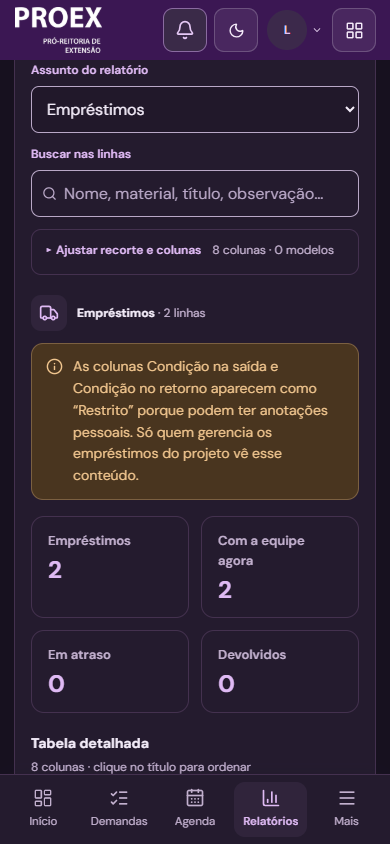 PROEX
PRÓ-REITORIA DE
EXTENSÃO
L
Assunto do relatório
Empréstimos
Buscar nas linhas
Nome, material, título, observação…
Ajustar recorte e colunas 8 colunas · 0 modelos
Empréstimos · 2 linhas
As colunas Condição na saída e
Condição no retorno aparecem como
“Restrito” porque podem ter anotações
pessoais. Só quem gerencia os
empréstimos do projeto vê esse
conteúdo.
Empréstimos
2
Com a equipe
agora
2
Em atraso
0
Devolvidos
0
Tabela detalhada
8 colunas · clique no título para ordenar
Início
Demandas
Agenda
Relatórios
Mais